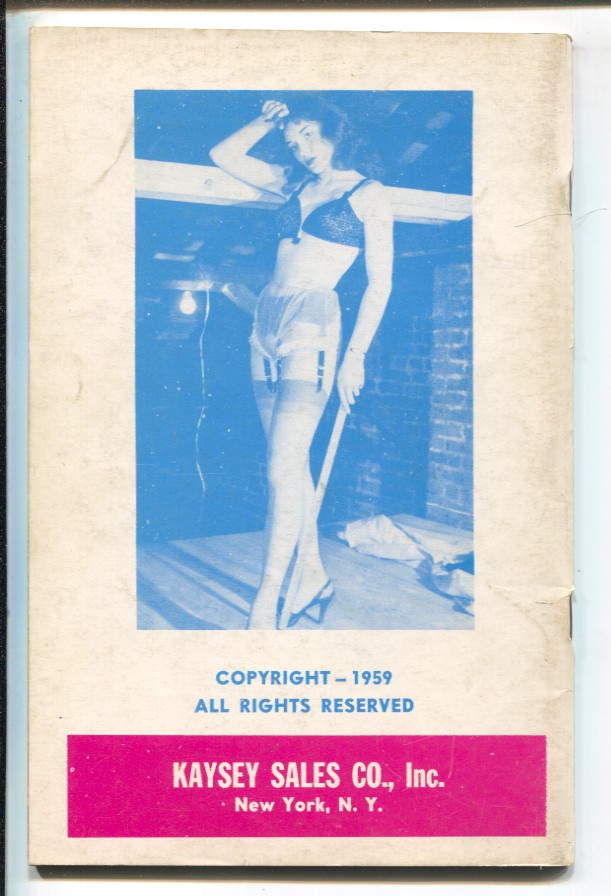 COPYRIGHT – 1959
ALL RIGHTS RESERVED
KAYSEY SALES CO., Inc.
New York, N. Y.